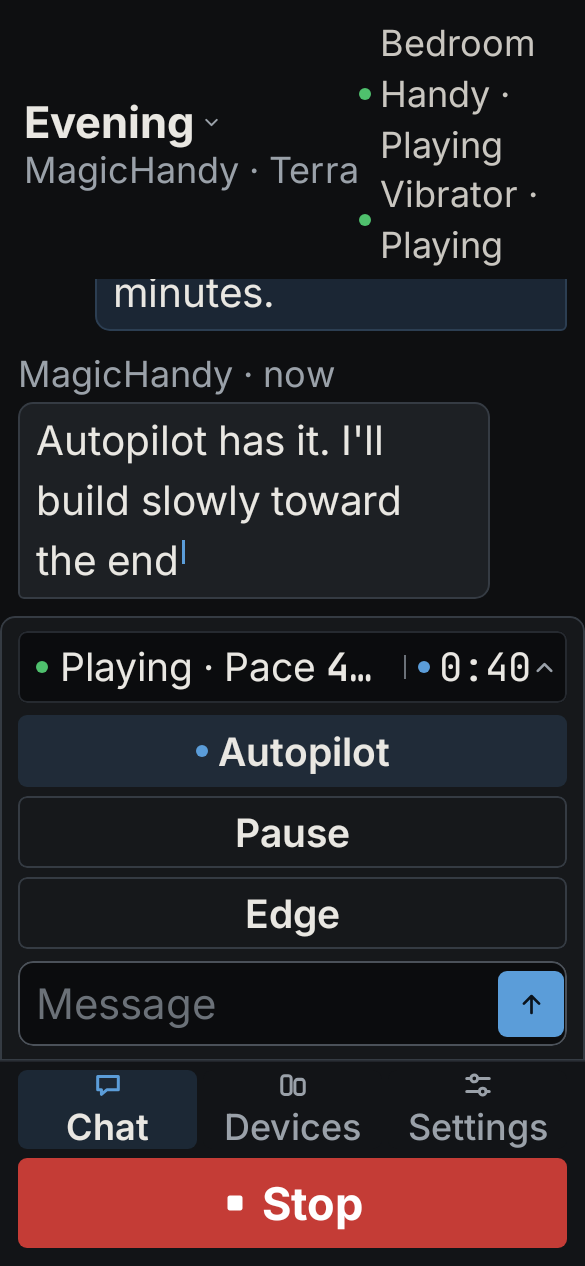 Evening
MagicHandy · Terra
Bedroom
Handy ·
Playing
Vibrator ·
Playing
minutes.
MagicHandy · now
Autopilot has it. I'll
build slowly toward
the end
Playing · Pace 4… 0:40
Autopilot
Pause
Edge
Message
Chat
Devices
Settings
Stop